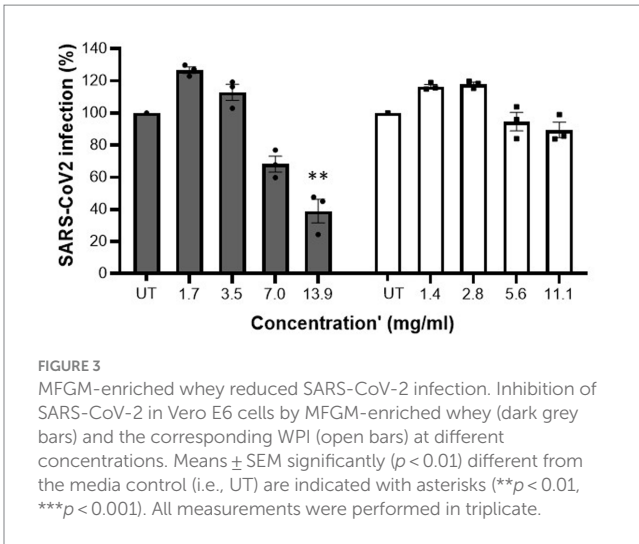 140
120
100
80
60
40
20
0
SARS-CoV2 infection (%)
**
UT 1.7 3.5 7.0 13.9 UT 1.4 2.8 5.6 11.1
Concentration' (mg/ml)
FIGURE 3
MFGM-enriched whey reduced SARS-CoV-2 infection. Inhibition of
SARS-CoV-2 in Vero E6 cells by MFGM-enriched whey (dark grey
bars) and the corresponding WPI (open bars) at different
concentrations. Means ± SEM significantly (p < 0.01) different from
the media control (i.e., UT) are indicated with asterisks (**p < 0.01,
***p < 0.001). All measurements were performed in triplicate.